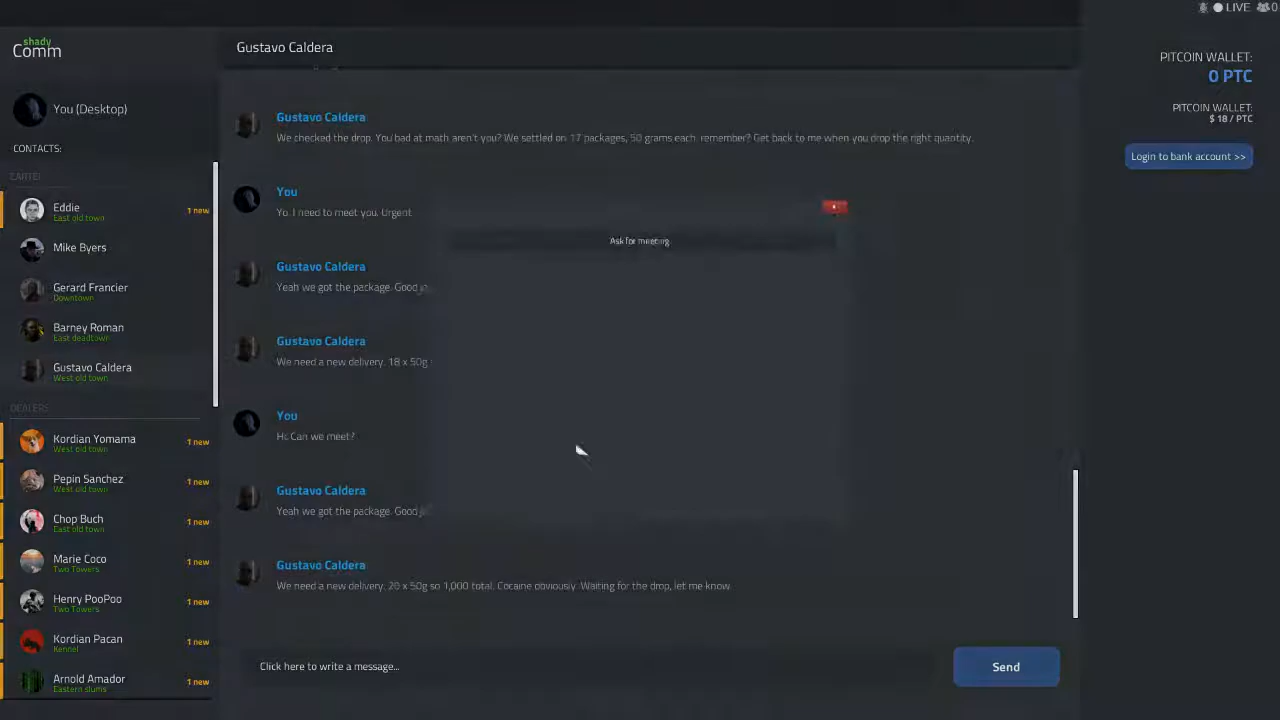 LIVE 0
shady
Comm
Gustavo Caldera
PITCOIN WALLET:
0 PTC
PITCOIN WALLET:
$ 18 / PTC
Login to bank account >>
You (Desktop)
CONTACTS:
CARTEL
Eddie
East old town
1 new
Mike Byers
Gerard Francier
Downtown
Barney Roman
East deadtown
Gustavo Caldera
West old town
DEALERS
Kordian Yomama
West old town
1 new
Pepin Sanchez
West old town
1 new
Chop Buch
East old town
1 new
Marie Coco
Two Towers
1 new
Henry PooPoo
Two Towers
1 new
Kordian Pacan
Kennel
1 new
Arnold Amador
Eastern slums
1 new
Gustavo Caldera
We checked the drop. You bad at math aren't you? We settled on 17 packages, 50 grams each. remember? Get back to me when you drop the right quantity.
You
Yo. I need to meet you. Urgent
Gustavo Caldera
Yeah we got the package. Good
Gustavo Caldera
We need a new delivery. 18 x 50g
You
Hi. Can we meet?
Gustavo Caldera
Yeah we got the package. Good
Gustavo Caldera
We need a new delivery. 20 x 50g so 1,000 total. Cocaine obviously. Waiting for the drop, let me know.
Ask for meeting
Click here to write a message...
Send